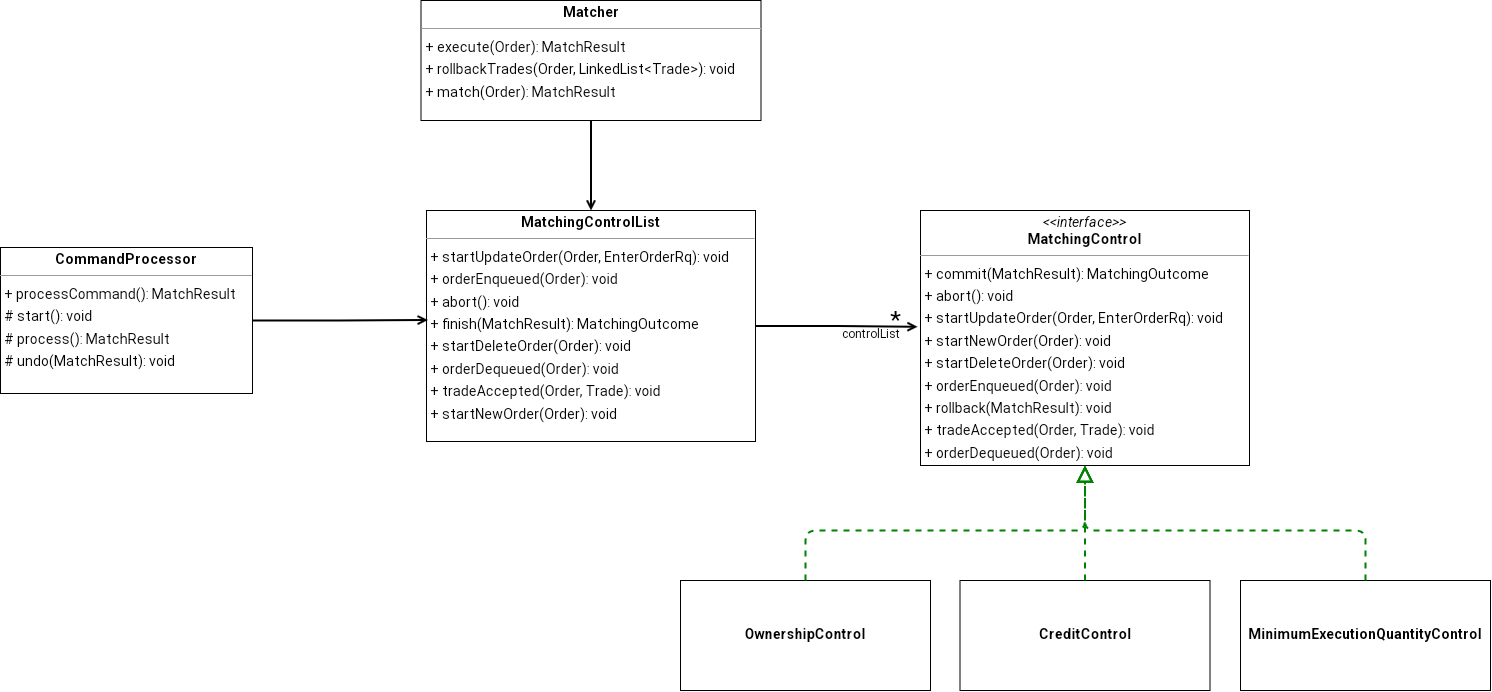 Matcher
+ execute(Order): MatchResult
+ rollbackTrades(Order, LinkedList<Trade>): void
+ match(Order): MatchResult
CommandProcessor
+ processCommand(): MatchResult
# start(): void
# process(): MatchResult
# undo(MatchResult): void
MatchingControlList
+ startUpdateOrder(Order, EnterOrderRq): void
+ orderEnqueued(Order): void
+ abort(): void
+ finish(MatchResult): MatchingOutcome
+ startDeleteOrder(Order): void
+ orderDequeued(Order): void
+ tradeAccepted(Order, Trade): void
+ startNewOrder(Order): void
*
controlList
<<interface>>
MatchingControl
+ commit(MatchResult): MatchingOutcome
+ abort(): void
+ startUpdateOrder(Order, EnterOrderRq): void
+ startNewOrder(Order): void
+ startDeleteOrder(Order): void
+ orderEnqueued(Order): void
+ rollback(MatchResult): void
+ tradeAccepted(Order, Trade): void
+ orderDequeued(Order): void
OwnershipControl
CreditControl
MinimumExecutionQuantityControl